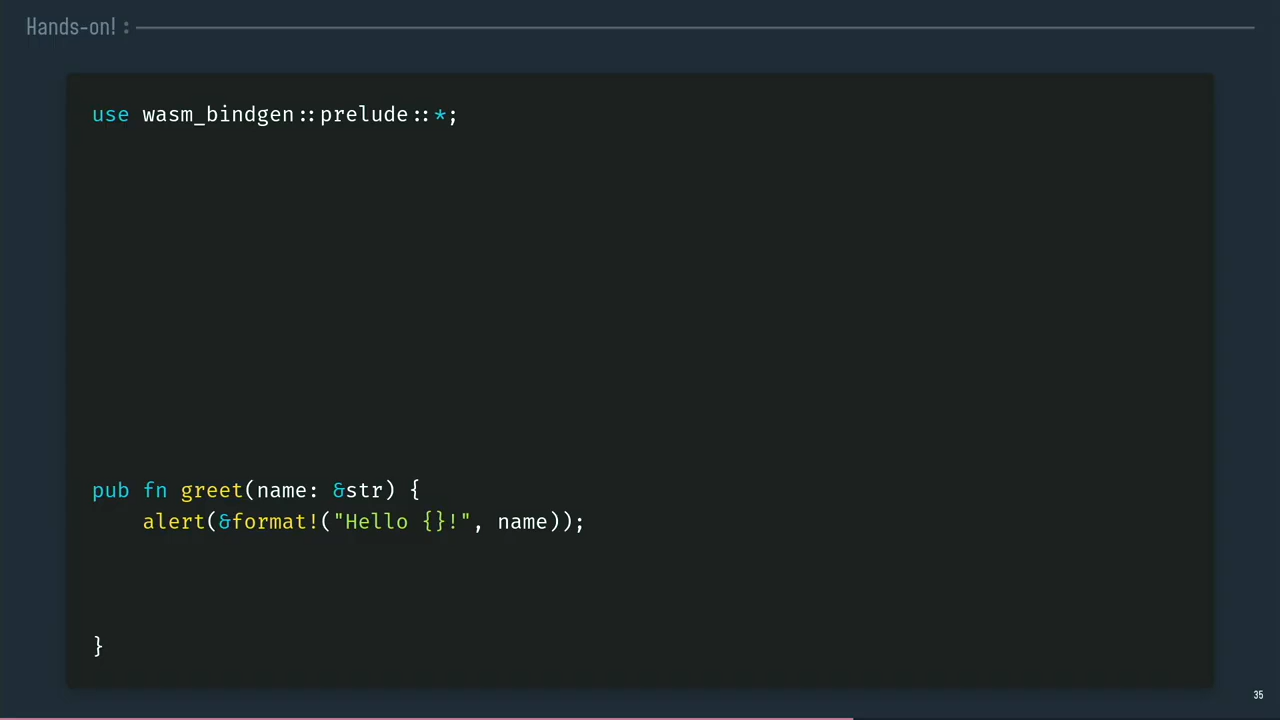 Hands-on! :
use wasm_bindgen::prelude::*;
pub fn greet(name: &str) {
    alert(&format!("Hello {}!", name));
}
35